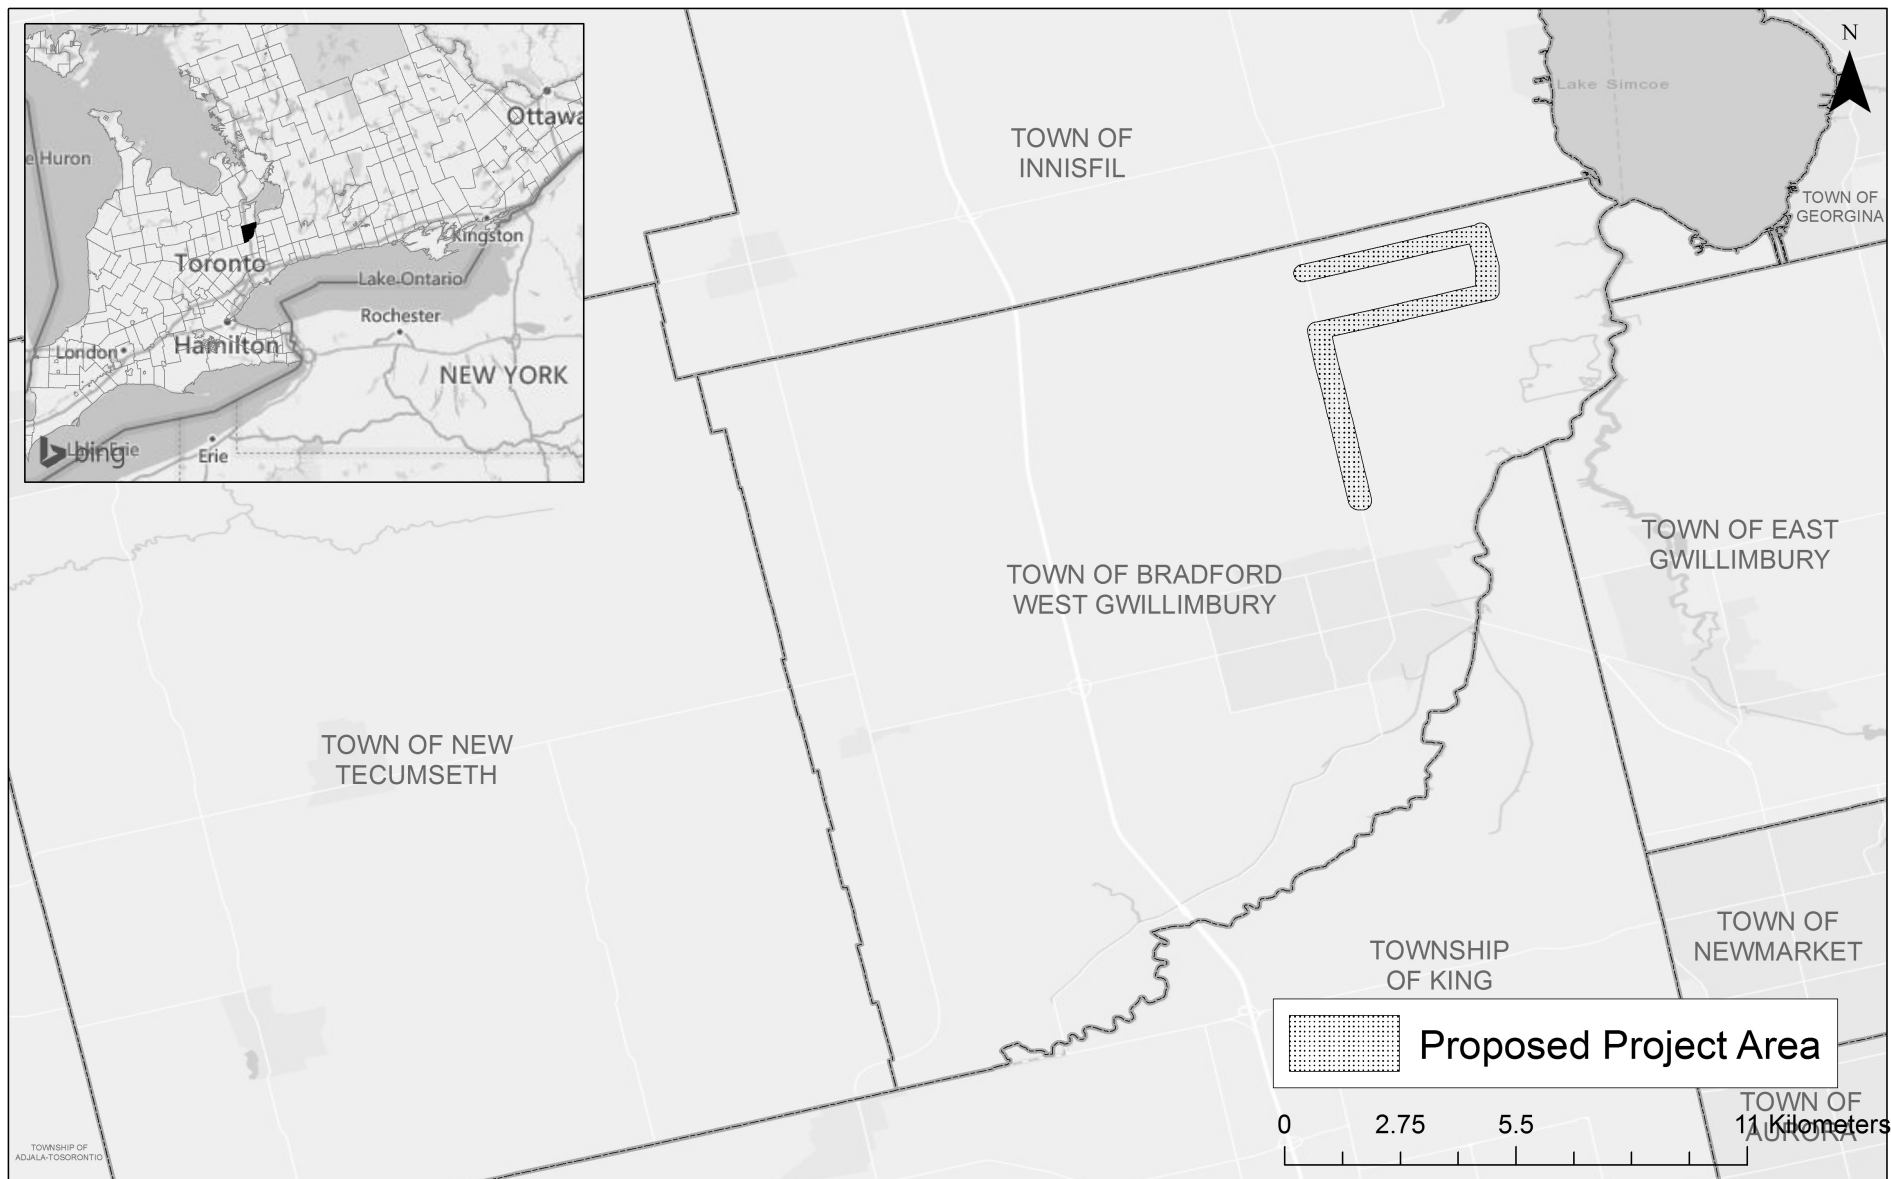 Ottawa
e Huron
Kingston
Toronto
Lake Ontario
Rochester
London
Hamilton
NEW YORK
Lake Erie
bing
Erie
N
Lake Simcoe
TOWN OF
INNISFIL
TOWN OF
GEORGINA
TOWN OF EAST
GWILLIMBURY
TOWN OF BRADFORD
WEST GWILLIMBURY
TOWN OF NEW
TECUMSETH
TOWN OF
NEWMARKET
TOWNSHIP
OF KING
Proposed Project Area
TOWN OF
AURORA
0 2.75 5.5 11 Kilometers
TOWNSHIP OF
ADJALA-TOSORONTIO